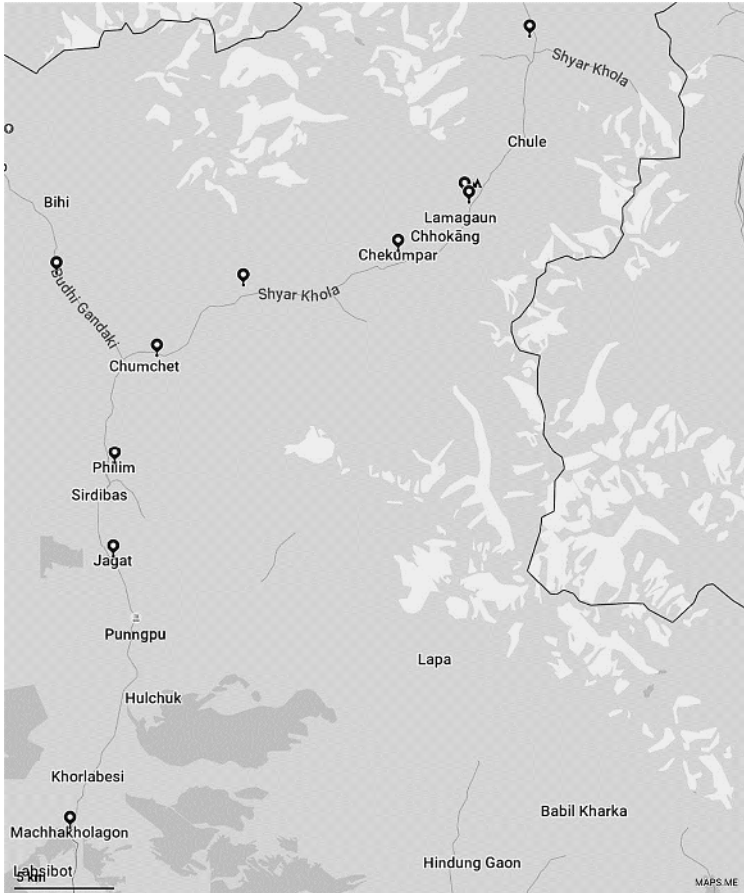 Shyar Khola
Chule
Bihi
Lamagaun
Chhokāng
Chekumpar
Budhi Gandaki
Shyar Khola
Chumchet
Philim
Sirdibas
Jagat
Punngpu
Lapa
Hulchuk
Khorlabesi
Babil Kharka
Machhakholagon
Hindung Gaon
Labsibot
5 km
MAPS.ME